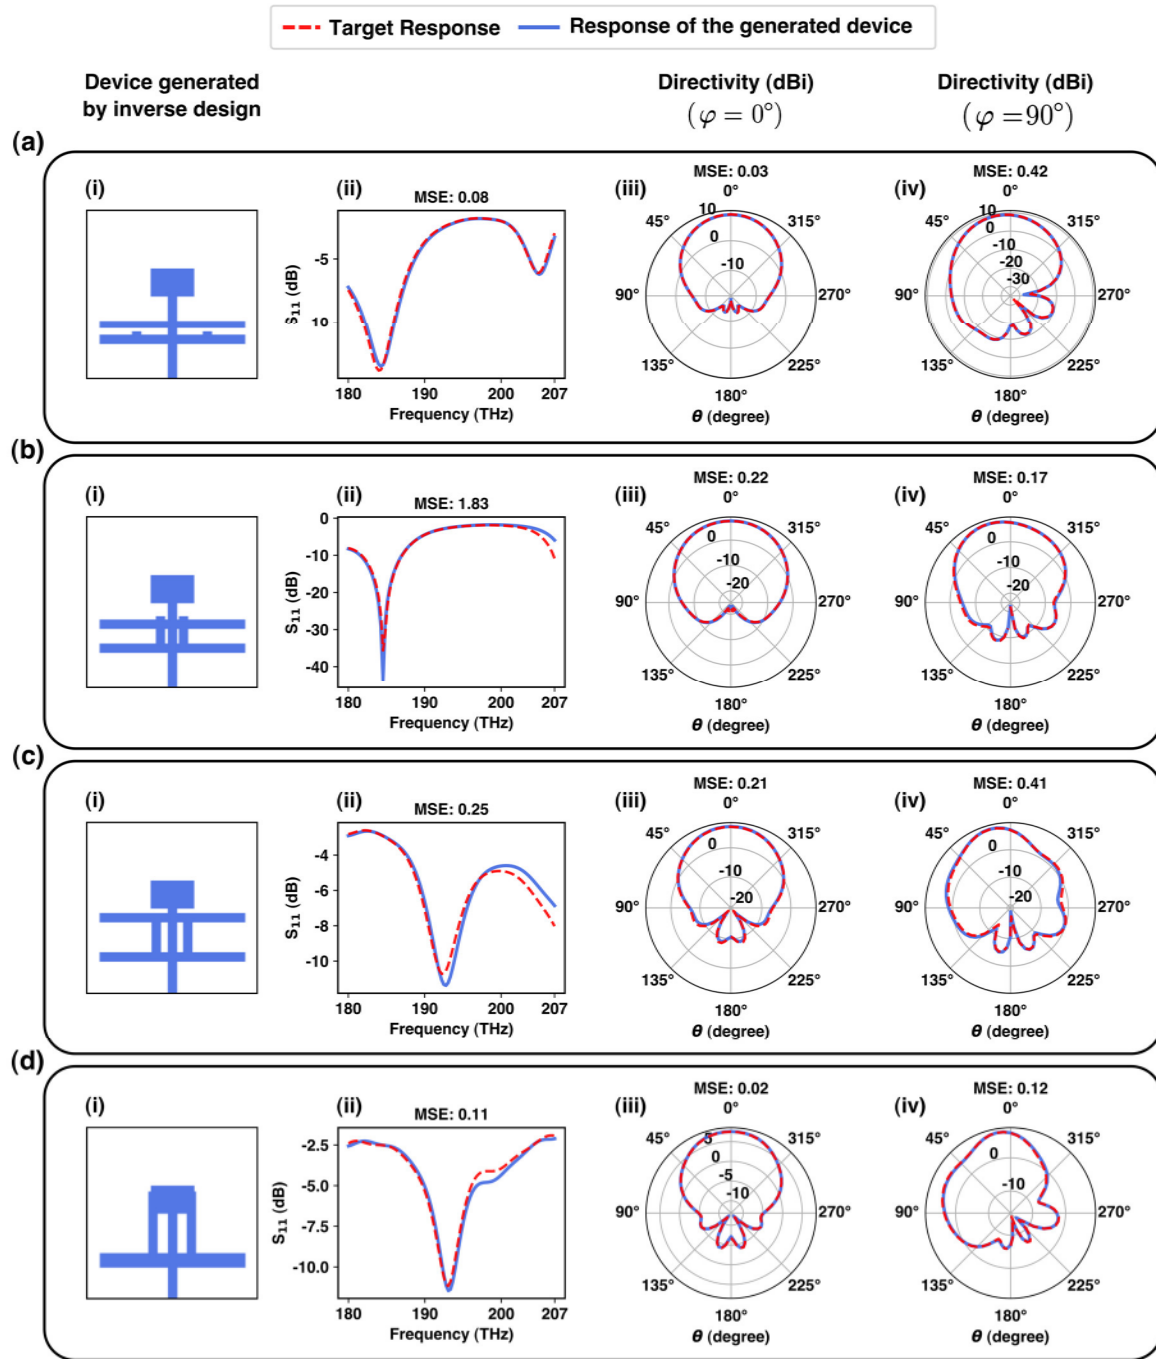 Target Response Response of the generated device
Device generated
by inverse design
Directivity (dBi)
(φ = 0°)
Directivity (dBi)
(φ = 90°)
(a)
(i)
(ii)
MSE: 0.08
-5
10
S11 (dB)
180 190 200 207
Frequency (THz)
(iii)
MSE: 0.03
0°
45° 10 315°
0
-10
90° 270°
135° 225°
180°
θ (degree)
(iv)
MSE: 0.42
0°
45° 10 315°
0
-10
-20
-30
90° 270°
135° 225°
180°
θ (degree)
(b)
(i)
(ii)
MSE: 1.83
0
-10
-20
-30
-40
S11 (dB)
180 190 200 207
Frequency (THz)
(iii)
MSE: 0.22
0°
45° 315°
0
-10
-20
90° 270°
135° 225°
180°
θ (degree)
(iv)
MSE: 0.17
0°
45° 315°
0
-10
-20
90° 270°
135° 225°
180°
θ (degree)
(c)
(i)
(ii)
MSE: 0.25
-4
-6
-8
-10
S11 (dB)
180 190 200 207
Frequency (THz)
(iii)
MSE: 0.21
0°
45° 315°
0
-10
-20
90° 270°
135° 225°
180°
θ (degree)
(iv)
MSE: 0.41
0°
45° 315°
0
-10
-20
90° 270°
135° 225°
180°
θ (degree)
(d)
(i)
(ii)
MSE: 0.11
-2.5
-5.0
-7.5
-10.0
S11 (dB)
180 190 200 207
Frequency (THz)
(iii)
MSE: 0.02
0°
45° 5 315°
0
-5
-10
90° 270°
135° 225°
180°
θ (degree)
(iv)
MSE: 0.12
0°
45° 315°
0
-10
90° 270°
135° 225°
180°
θ (degree)